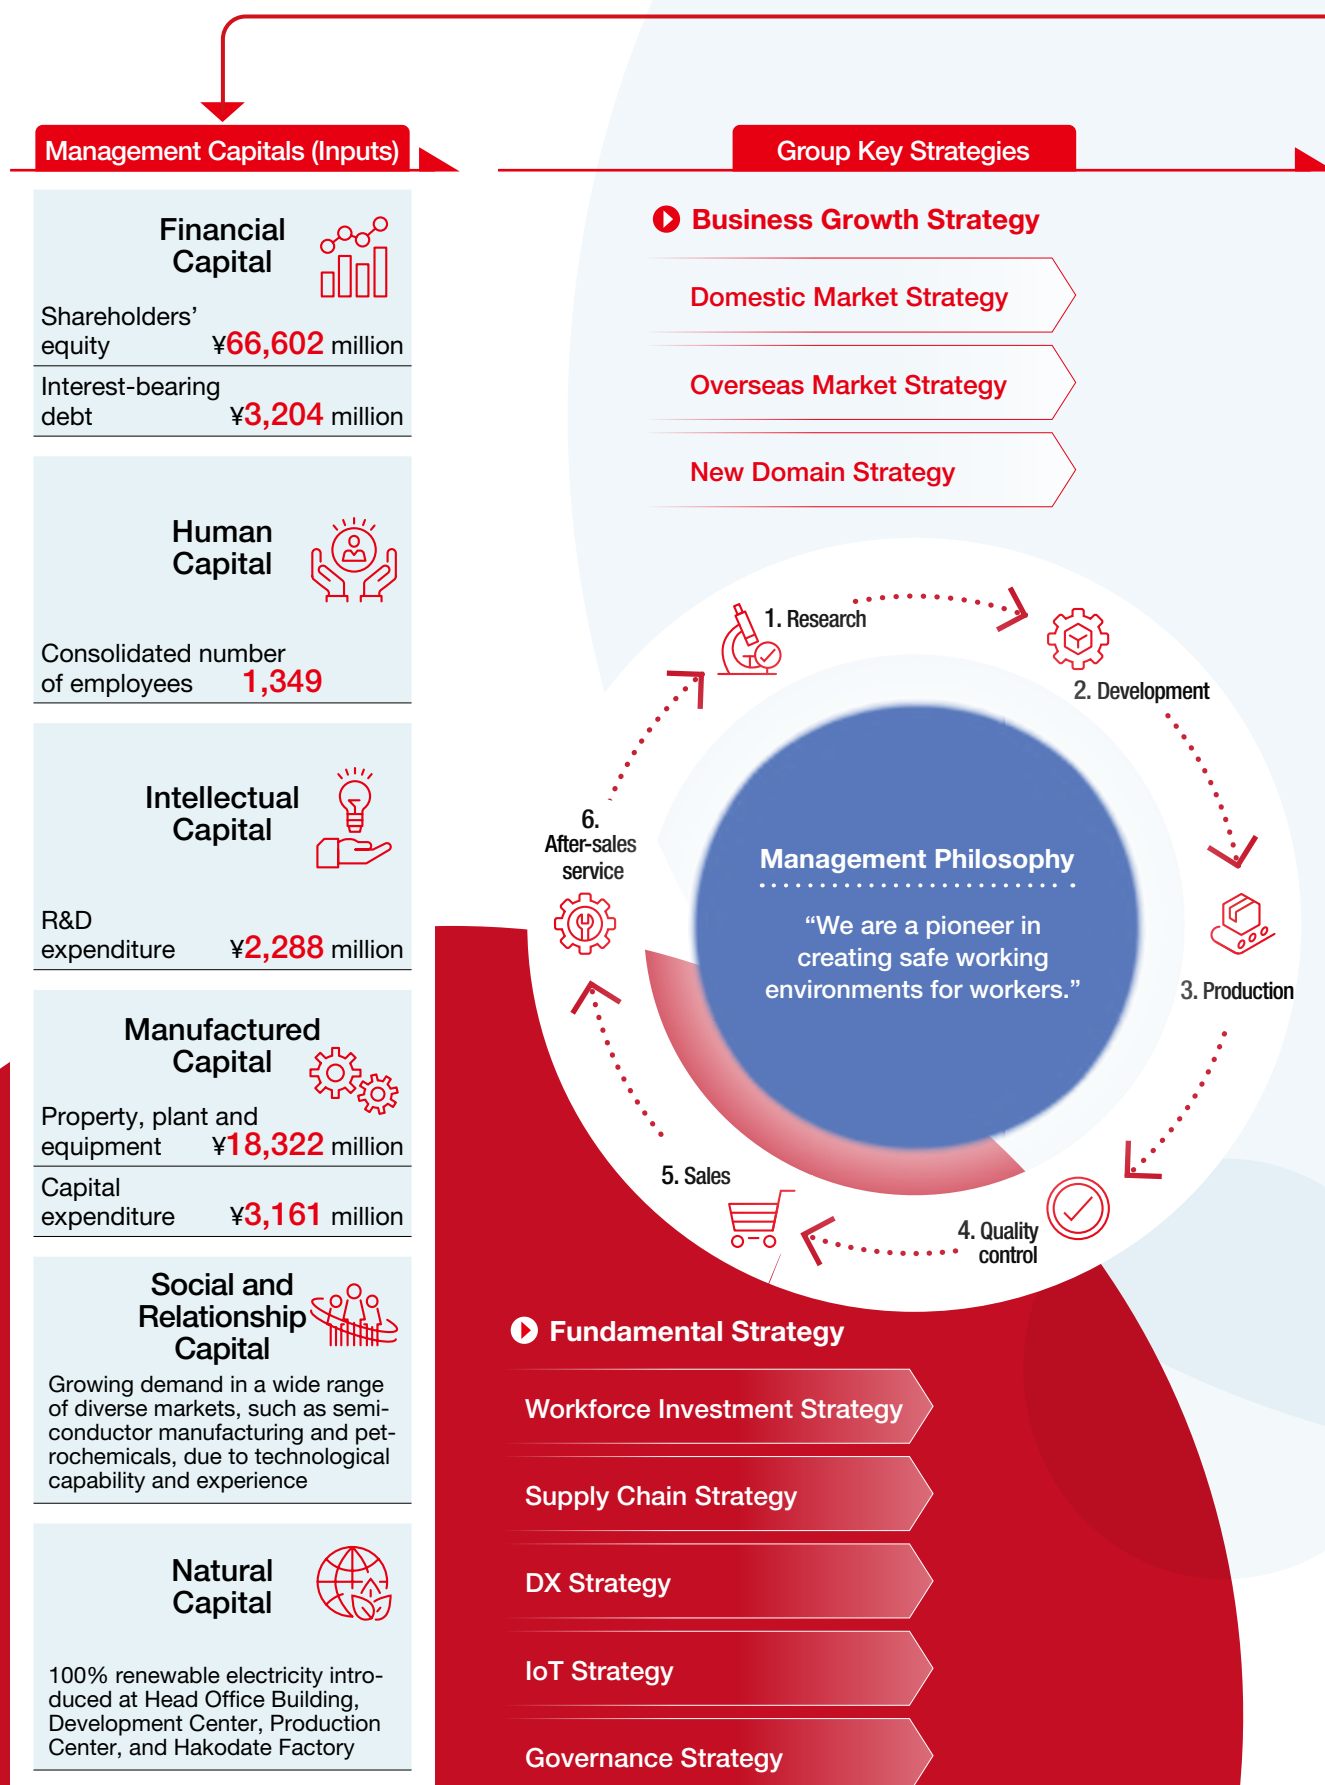 Management Capitals (Inputs)
Financial
Capital
Shareholders’
equity ¥66,602 million
Interest-bearing
debt ¥3,204 million
Human
Capital
Consolidated number
of employees 1,349
Intellectual
Capital
R&D
expenditure ¥2,288 million
Manufactured
Capital
Property, plant and
equipment ¥18,322 million
Capital
expenditure ¥3,161 million
Social and
Relationship
Capital
Growing demand in a wide range
of diverse markets, such as semi-
conductor manufacturing and pet-
rochemicals, due to technological
capability and experience
Natural
Capital
100% renewable electricity intro-
duced at Head Office Building,
Development Center, Production
Center, and Hakodate Factory
Group Key Strategies
Business Growth Strategy
Domestic Market Strategy
Overseas Market Strategy
New Domain Strategy
1. Research
2. Development
3. Production
4. Quality
control
5. Sales
6.
After-sales
service
Management Philosophy
“We are a pioneer in
creating safe working
environments for workers.”
Fundamental Strategy
Workforce Investment Strategy
Supply Chain Strategy
DX Strategy
IoT Strategy
Governance Strategy